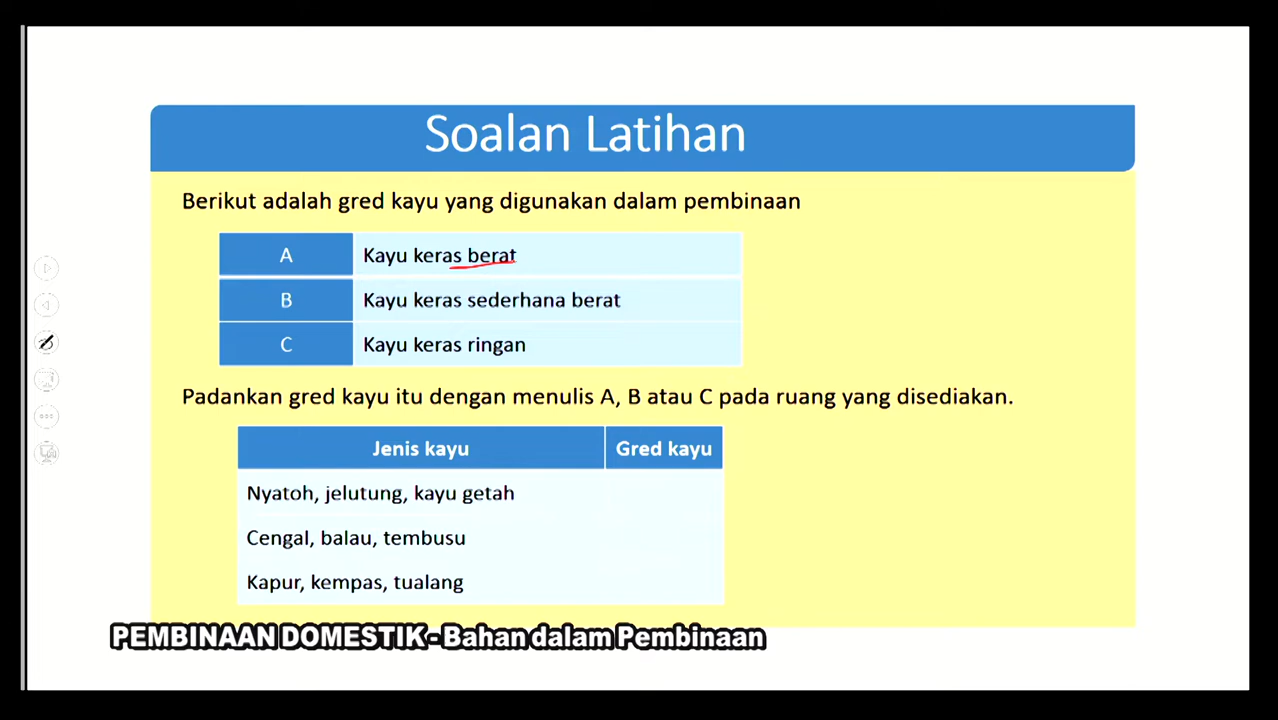 Soalan Latihan
Berikut adalah gred kayu yang digunakan dalam pembinaan
A Kayu keras berat
B Kayu keras sederhana berat
C Kayu keras ringan
Padankan gred kayu itu dengan menulis A, B atau C pada ruang yang disediakan.
Jenis kayu Gred kayu
Nyatoh, jelutung, kayu getah
Cengal, balau, tembusu
Kapur, kempas, tualang
PEMBINAAN DOMESTIK - Bahan dalam Pembinaan